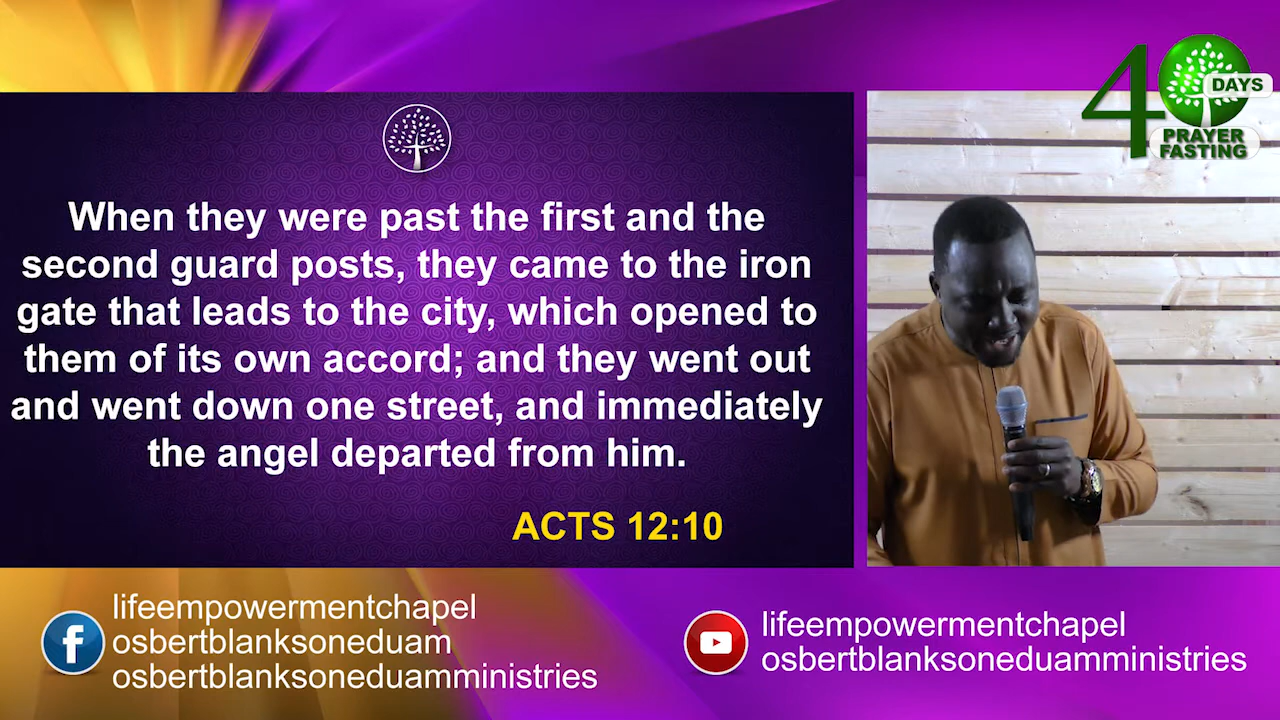 40
DAYS
PRAYER
FASTING
When they were past the first and the
second guard posts, they came to the iron
gate that leads to the city, which opened to
them of its own accord; and they went out
and went down one street, and immediately
the angel departed from him.
ACTS 12:10
f
lifeempowermentchapel
osbertblanksoneduam
osbertblanksoneduamministries
lifeempowermentchapel
osbertblanksoneduamministries